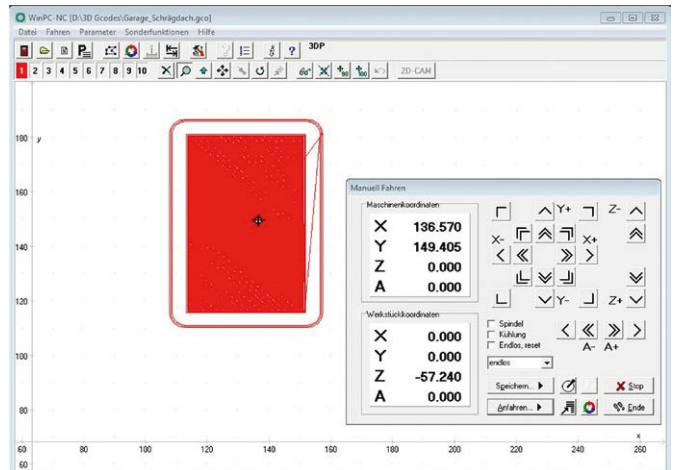 WinPC-NC [D:\3D Gcodes\Garage_Schrägdach.gco]
Datei Fahren Parameter Sonderfunktionen Hilfe
3DP
1 2 3 4 5 6 7 8 9 10 2D-CAM
180 y
160
140
120
100
80
60
60 80 100 120 140 160 180 200 220 240 260
x
Manuell Fahren
Maschinenkoordinaten
X 136.570
Y 149.405
Z 0.000
A 0.000
Werkstückkoordinaten
X 0.000
Y 0.000
Z -57.240
A 0.000
Y+ Z-
X- X+
Y- Z+
Spindel
Kühlung
Endlos, reset
A- A+
endlos
Speichern...
Stop
Anfahren...
Ende